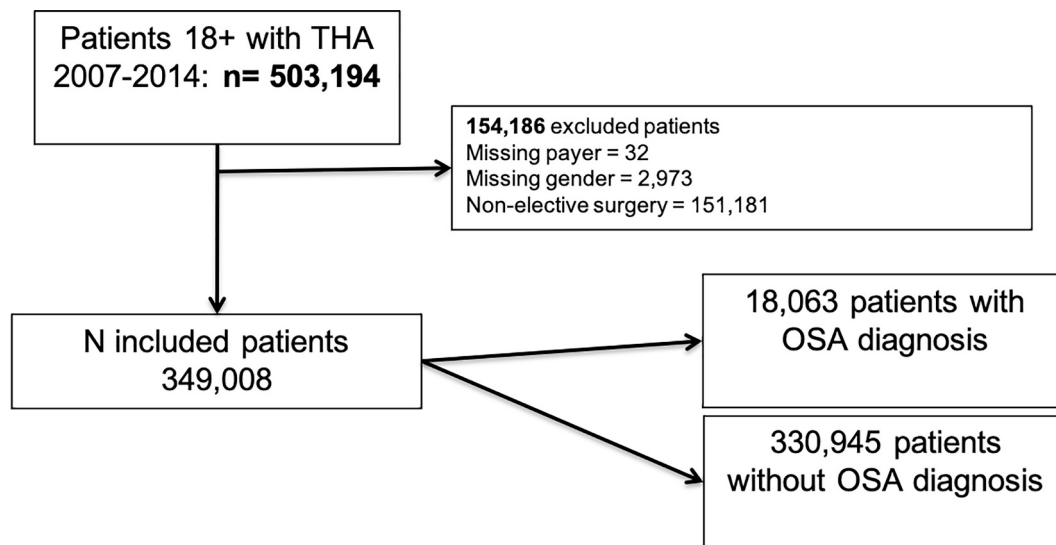 Patients 18+ with THA
2007-2014: n= 503,194
154,186 excluded patients
Missing payer = 32
Missing gender = 2,973
Non-elective surgery = 151,181
N included patients
349,008
18,063 patients with
OSA diagnosis
330,945 patients
without OSA diagnosis